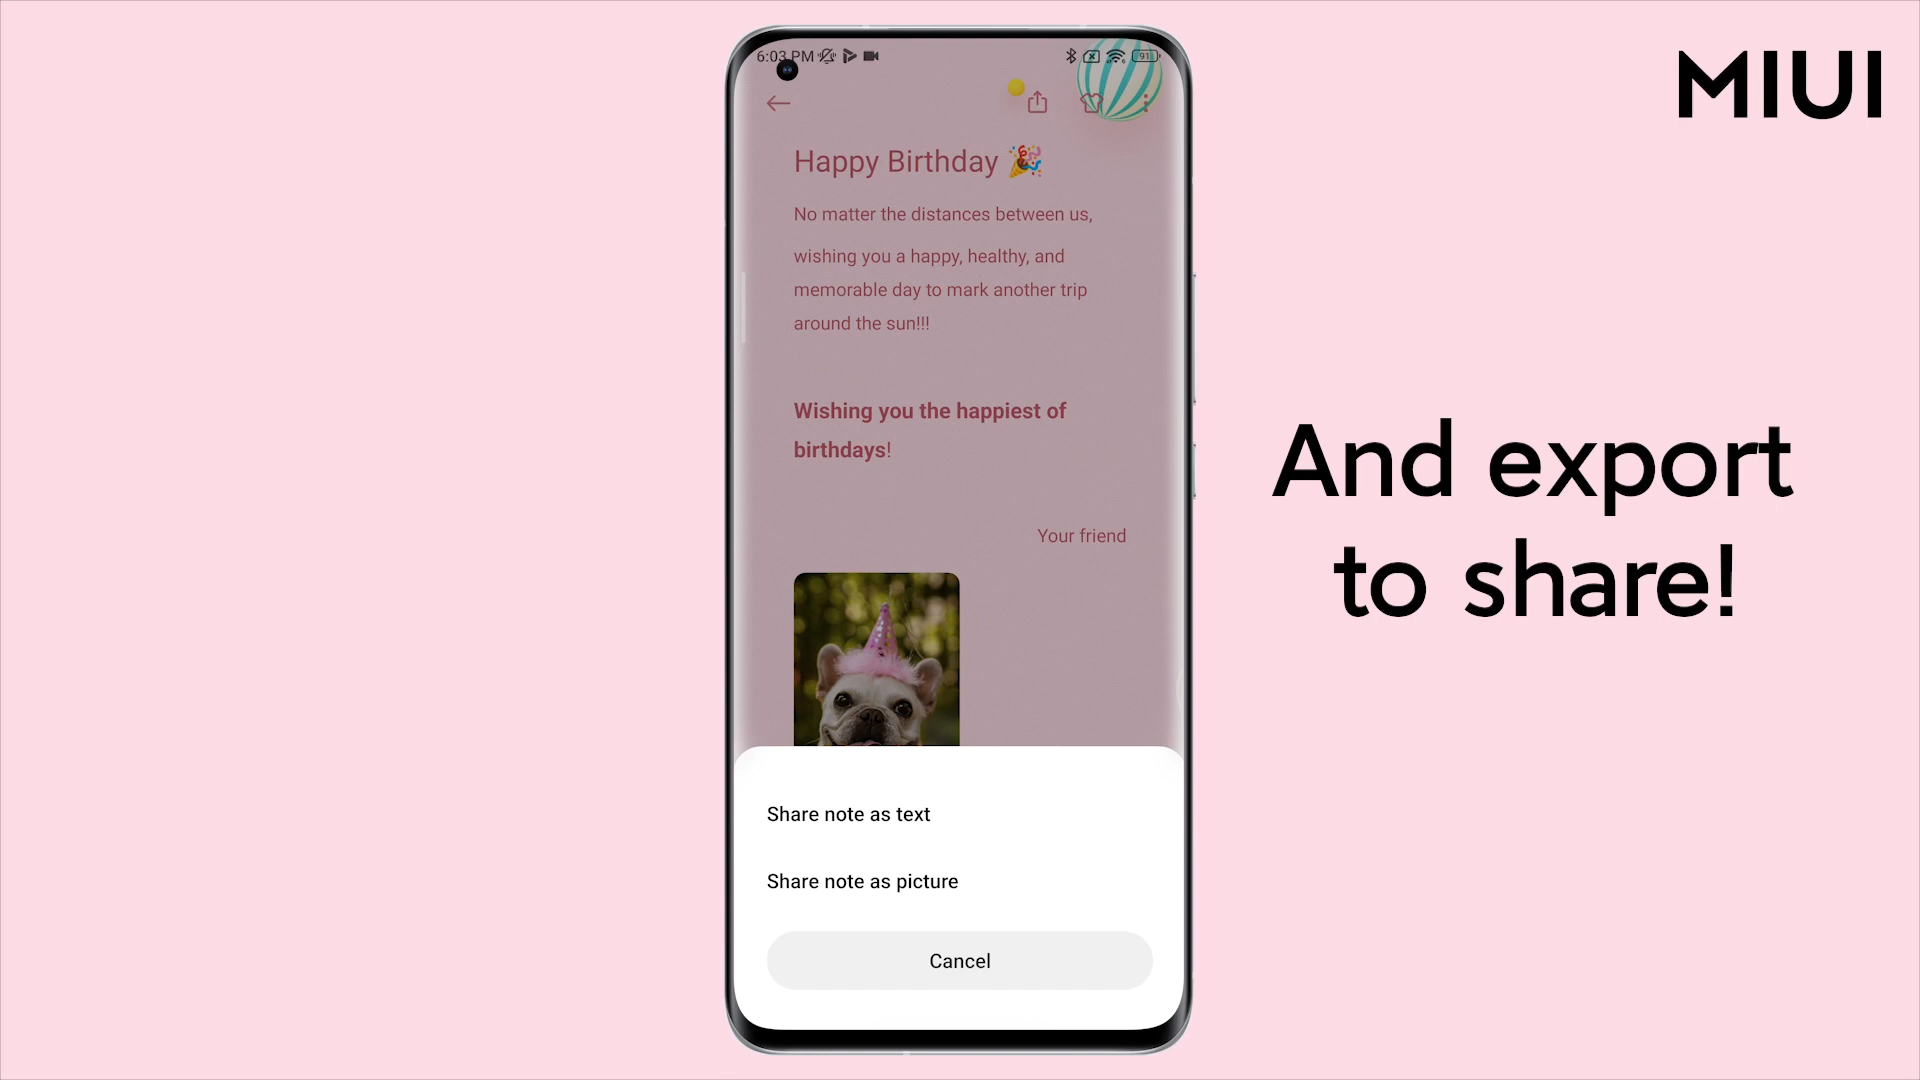 6:03 PM
91
MIUI
Happy Birthday 🎉
No matter the distances between us,
wishing you a happy, healthy, and
memorable day to mark another trip
around the sun!!!
Wishing you the happiest of
birthdays!
Your friend
And export
to share!
Share note as text
Share note as picture
Cancel